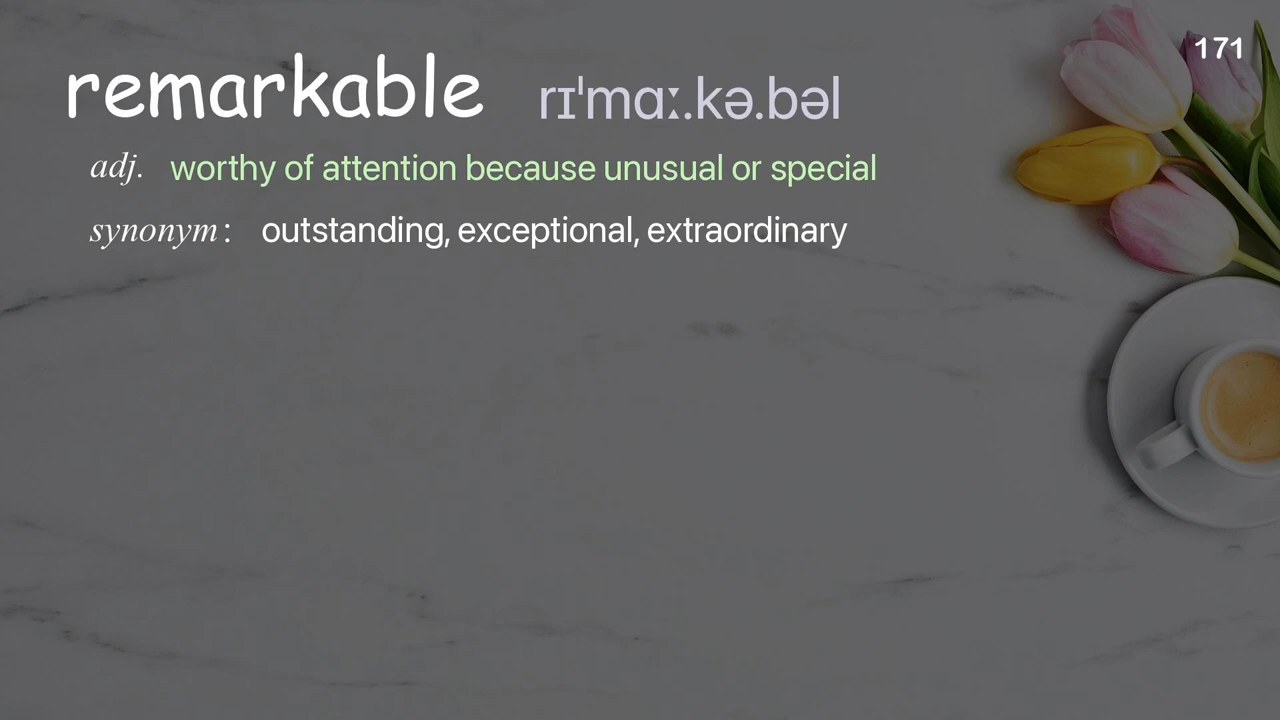 171
remarkable rɪˈmɑː.kə.bəl
adj. worthy of attention because unusual or special
synonym: outstanding, exceptional, extraordinary